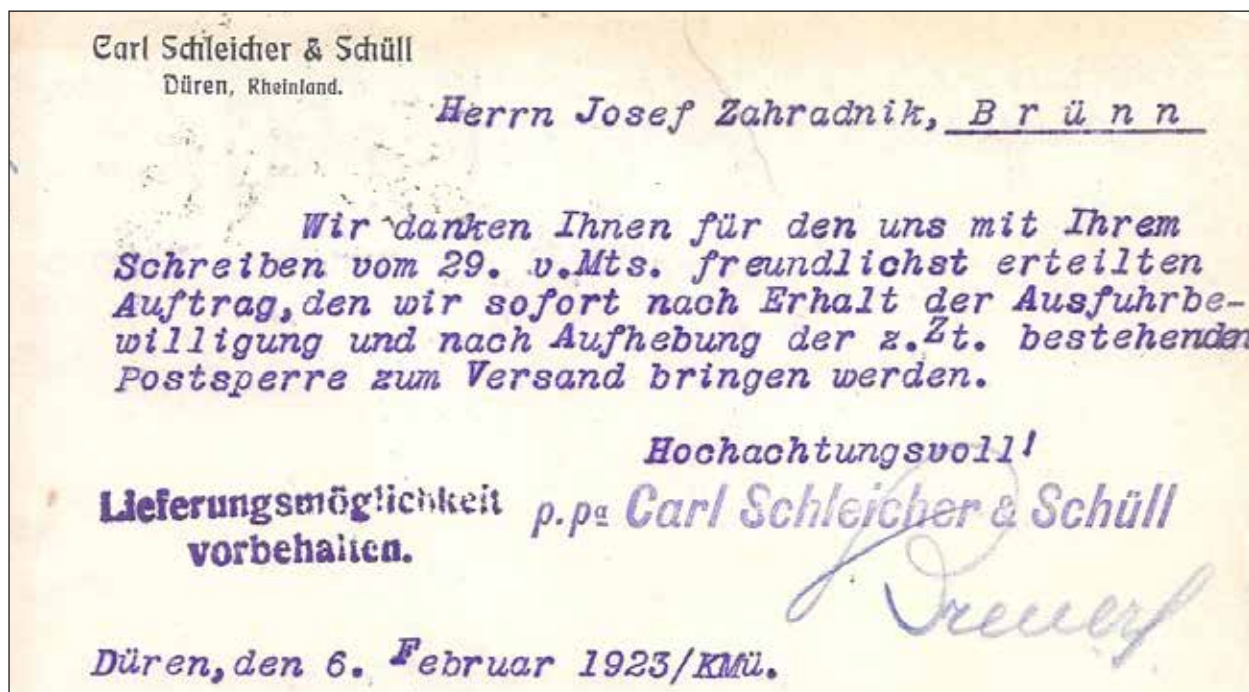 Carl Schleicher & Schüll
Düren, Rheinland.
Herrn Josef Zahradnik, B r ü n n
Wir danken Ihnen für den uns mit Ihrem
Schreiben vom 29. v.Mts. freundlichst erteilten
Auftrag, den wir sofort nach Erhalt der Ausfuhrbe-
willigung und nach Aufhebung der z.Zt. bestehenden
Postsperre zum Versand bringen werden.
Hochachtungsvoll!
Lieferungsmöglichkeit
vorbehalten.
p.pa Carl Schleicher & Schüll
Düren, den 6. Februar 1923/KMü.